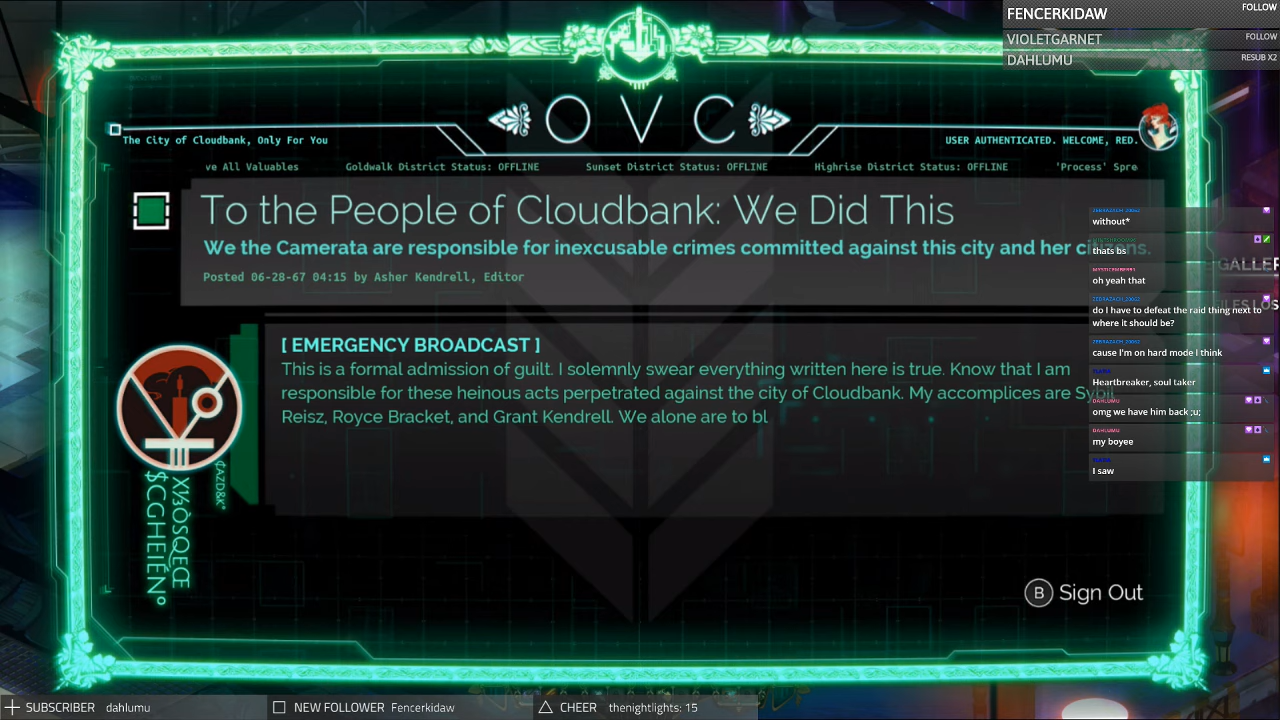 FENCERKIDAW FOLLOW
VIOLETGARNET FOLLOW
DAHLUMU RESUB X2
OVC
The City of Cloudbank, Only For You
USER AUTHENTICATED. WELCOME, RED.
ve All Valuables Goldwalk District Status: OFFLINE Sunset District Status: OFFLINE Highrise District Status: OFFLINE 'Process' Spre
To the People of Cloudbank: We Did This
We the Camerata are responsible for inexcusable crimes committed against this city and her citizens.
Posted 06-28-67 04:15 by Asher Kendrell, Editor
[ EMERGENCY BROADCAST ]
This is a formal admission of guilt. I solemnly swear everything written here is true. Know that I am
responsible for these heinous acts perpetrated against the city of Cloudbank. My accomplices are Sybil
Reisz, Royce Bracket, and Grant Kendrell. We alone are to bl
without*
thats bs
oh yeah that
do I have to defeat the raid thing next to
where it should be?
cause I'm on hard mode I think
Heartbreaker, soul taker
DAHLUMU
omg we have him back ;u;
DAHLUMU
my boyee
I saw
B Sign Out
SUBSCRIBER dahlumu
NEW FOLLOWER Fencerkidaw
CHEER thenightlights: 15